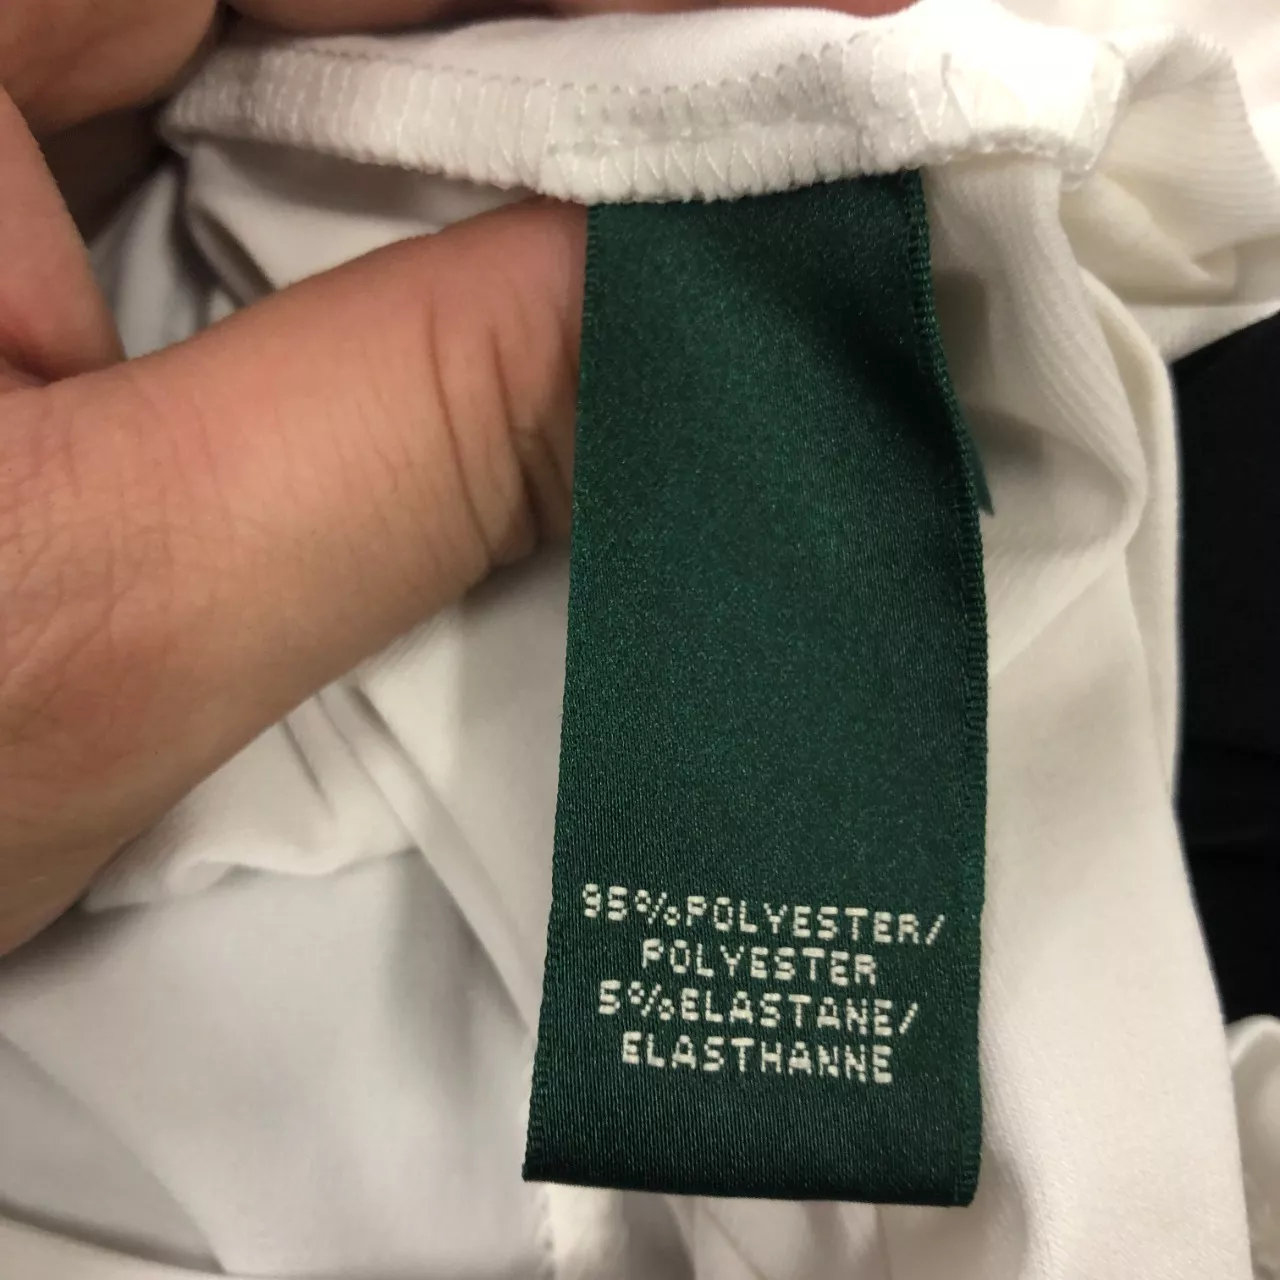 95%POLYESTER/
POLYESTER
5%ELASTANE/
ELASTHANNE